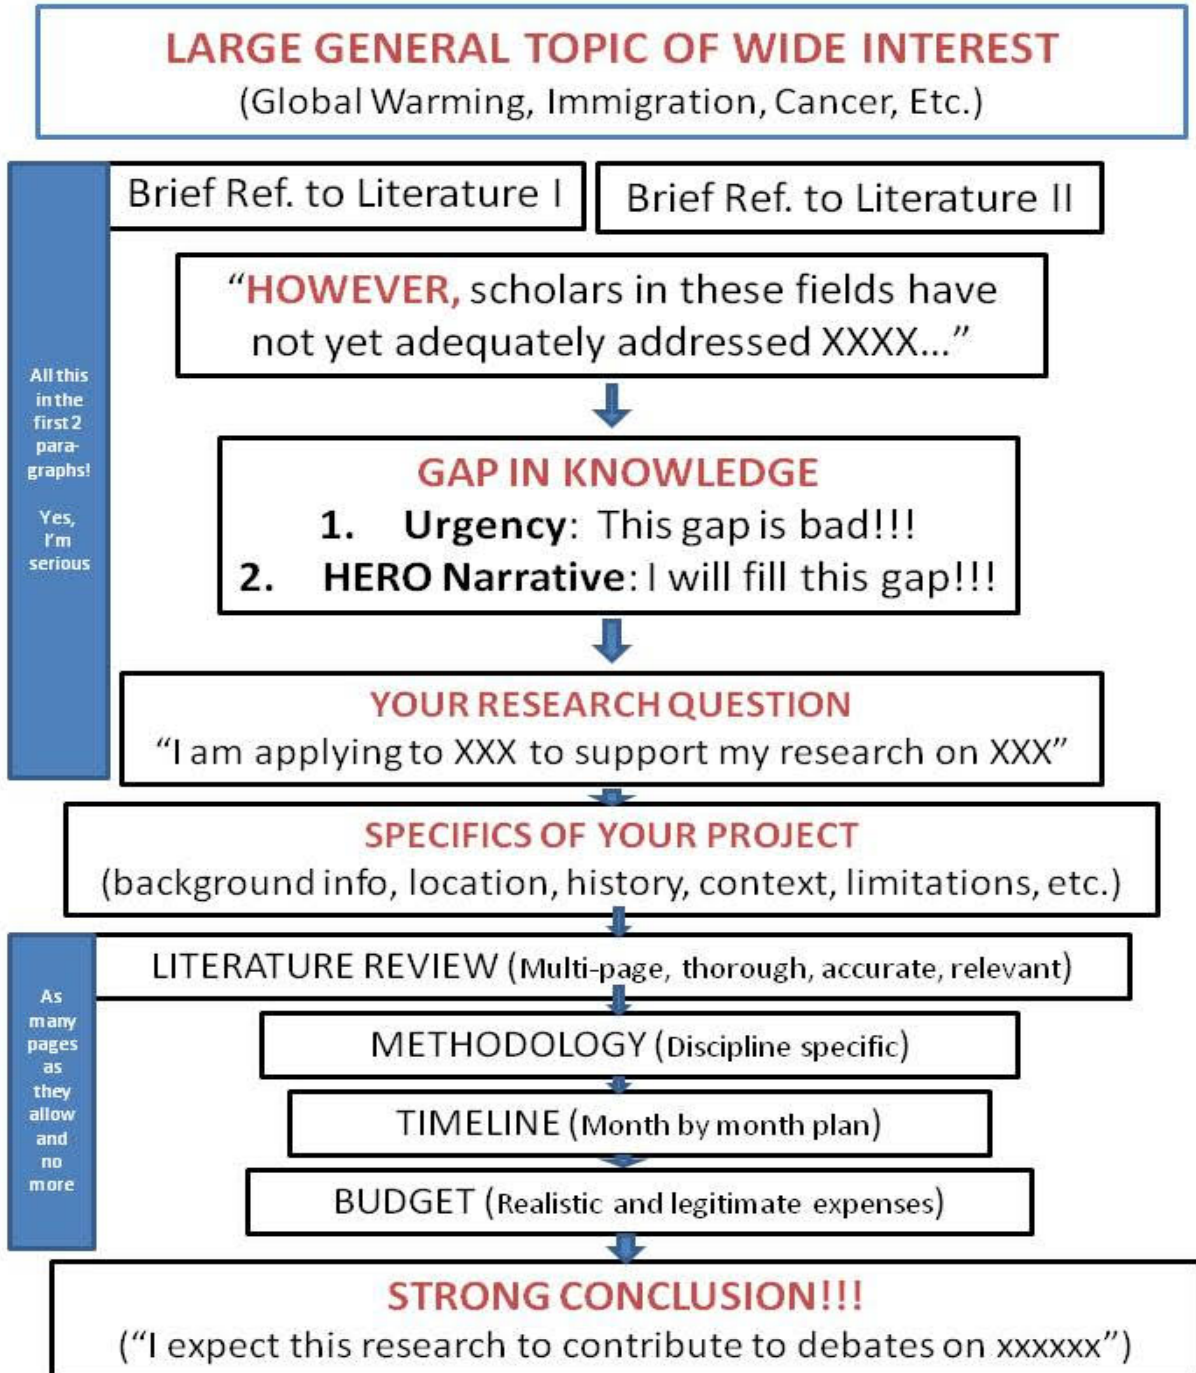 LARGE GENERAL TOPIC OF WIDE INTEREST
(Global Warming, Immigration, Cancer, Etc.)
Brief Ref. to Literature I
Brief Ref. to Literature II
“HOWEVER, scholars in these fields have
not yet adequately addressed XXXX...”
All this
in the
first 2
para-
graphs!
Yes,
I’m
serious
GAP IN KNOWLEDGE
1. Urgency: This gap is bad!!!
2. HERO Narrative: I will fill this gap!!!
YOUR RESEARCH QUESTION
“I am applying to XXX to support my research on XXX”
SPECIFICS OF YOUR PROJECT
(background info, location, history, context, limitations, etc.)
As
many
pages
as
they
allow
and
no
more
LITERATURE REVIEW (Multi-page, thorough, accurate, relevant)
METHODOLOGY (Discipline specific)
TIMELINE (Month by month plan)
BUDGET (Realistic and legitimate expenses)
STRONG CONCLUSION!!!
(“I expect this research to contribute to debates on xxxxxx”)